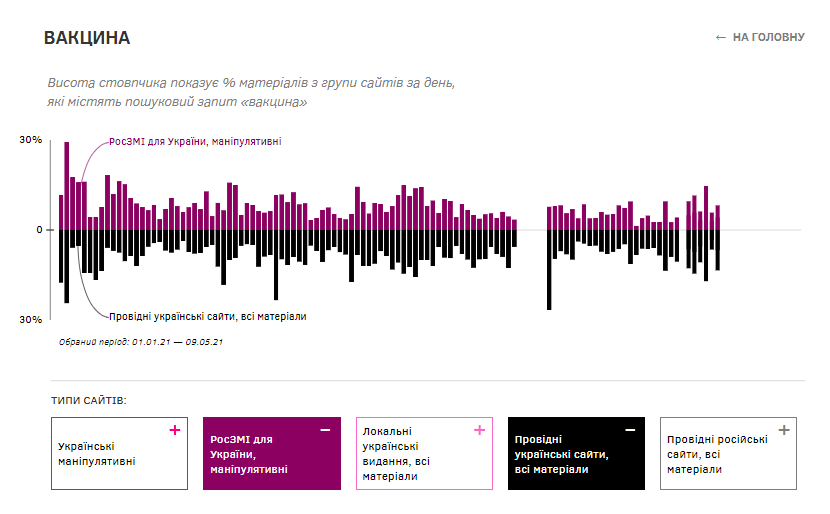 ВАКЦИНА
← НА ГОЛОВНУ
Висота стовпчика показує % матеріалів з групи сайтів за день,
які містять пошуковий запит «вакцина»
30%
РосЗМІ для України, маніпулятивні
0
30%
Провідні українські сайти, всі матеріали
Обраний період: 01.01.21 — 09.05.21
ТИПИ САЙТІВ:
Українські
маніпулятивні
+
РосЗМІ для
України,
маніпулятивні
−
Локальні
українські
видання, всі
матеріали
+
Провідні
українські сайти,
всі матеріали
−
Провідні російські
сайти, всі
матеріали
+